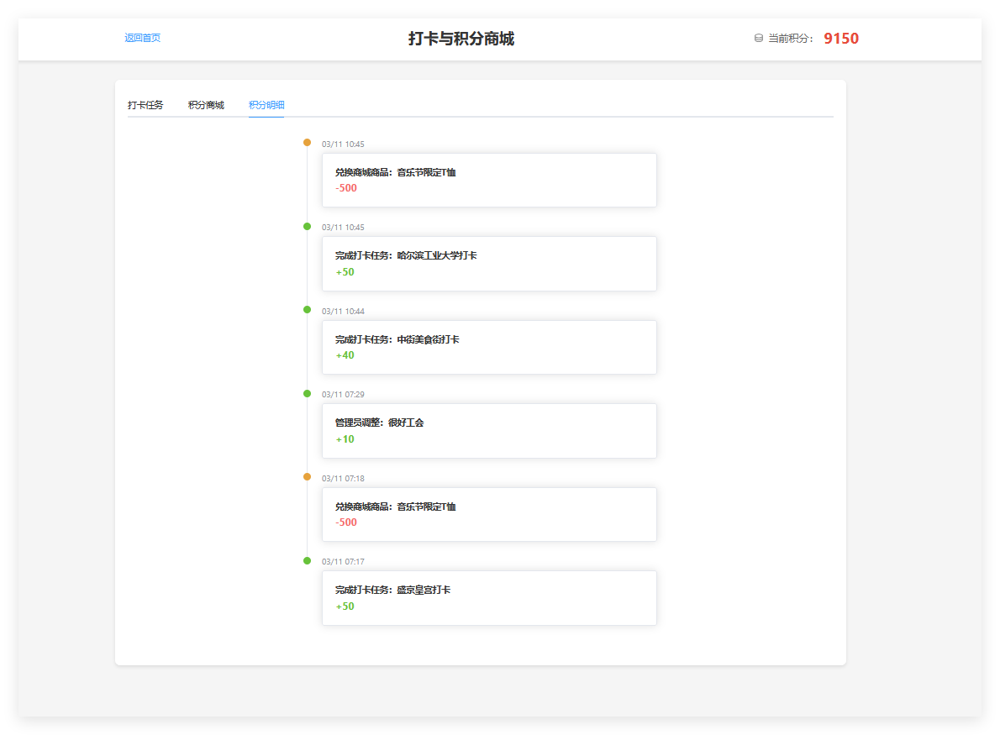 返回首页
打卡与积分商城
当前积分： 9150
打卡任务 积分商城 积分明细
03/11 10:45
兑换商城商品：音乐节限定T恤
-500
03/11 10:45
完成打卡任务：哈尔滨工业大学打卡
+50
03/11 10:44
完成打卡任务：中街美食街打卡
+40
03/11 07:29
管理员调整：很好工会
+10
03/11 07:18
兑换商城商品：音乐节限定T恤
-500
03/11 07:17
完成打卡任务：盛京皇宫打卡
+50